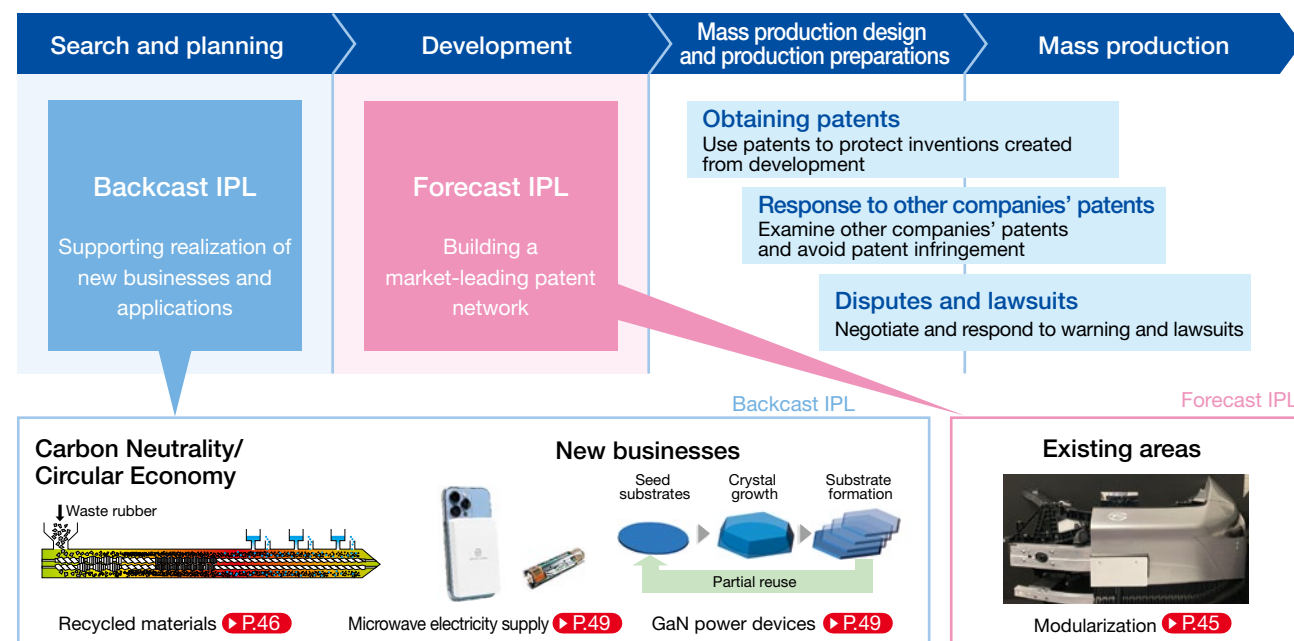 Search and planning
Development
Mass production design
and production preparations
Mass production
Backcast IPL
Supporting realization of
new businesses and
applications
Forecast IPL
Building a
market-leading patent
network
Obtaining patents
Use patents to protect inventions created
from development
Response to other companies’ patents
Examine other companies’ patents
and avoid patent infringement
Disputes and lawsuits
Negotiate and respond to warning and lawsuits
Backcast IPL
Carbon Neutrality/
Circular Economy
Waste rubber
Recycled materials P.46
New businesses
Microwave electricity supply P.49
Seed
substrates
Crystal
growth
Substrate
formation
Partial reuse
GaN power devices P.49
Forecast IPL
Existing areas
Modularization P.45